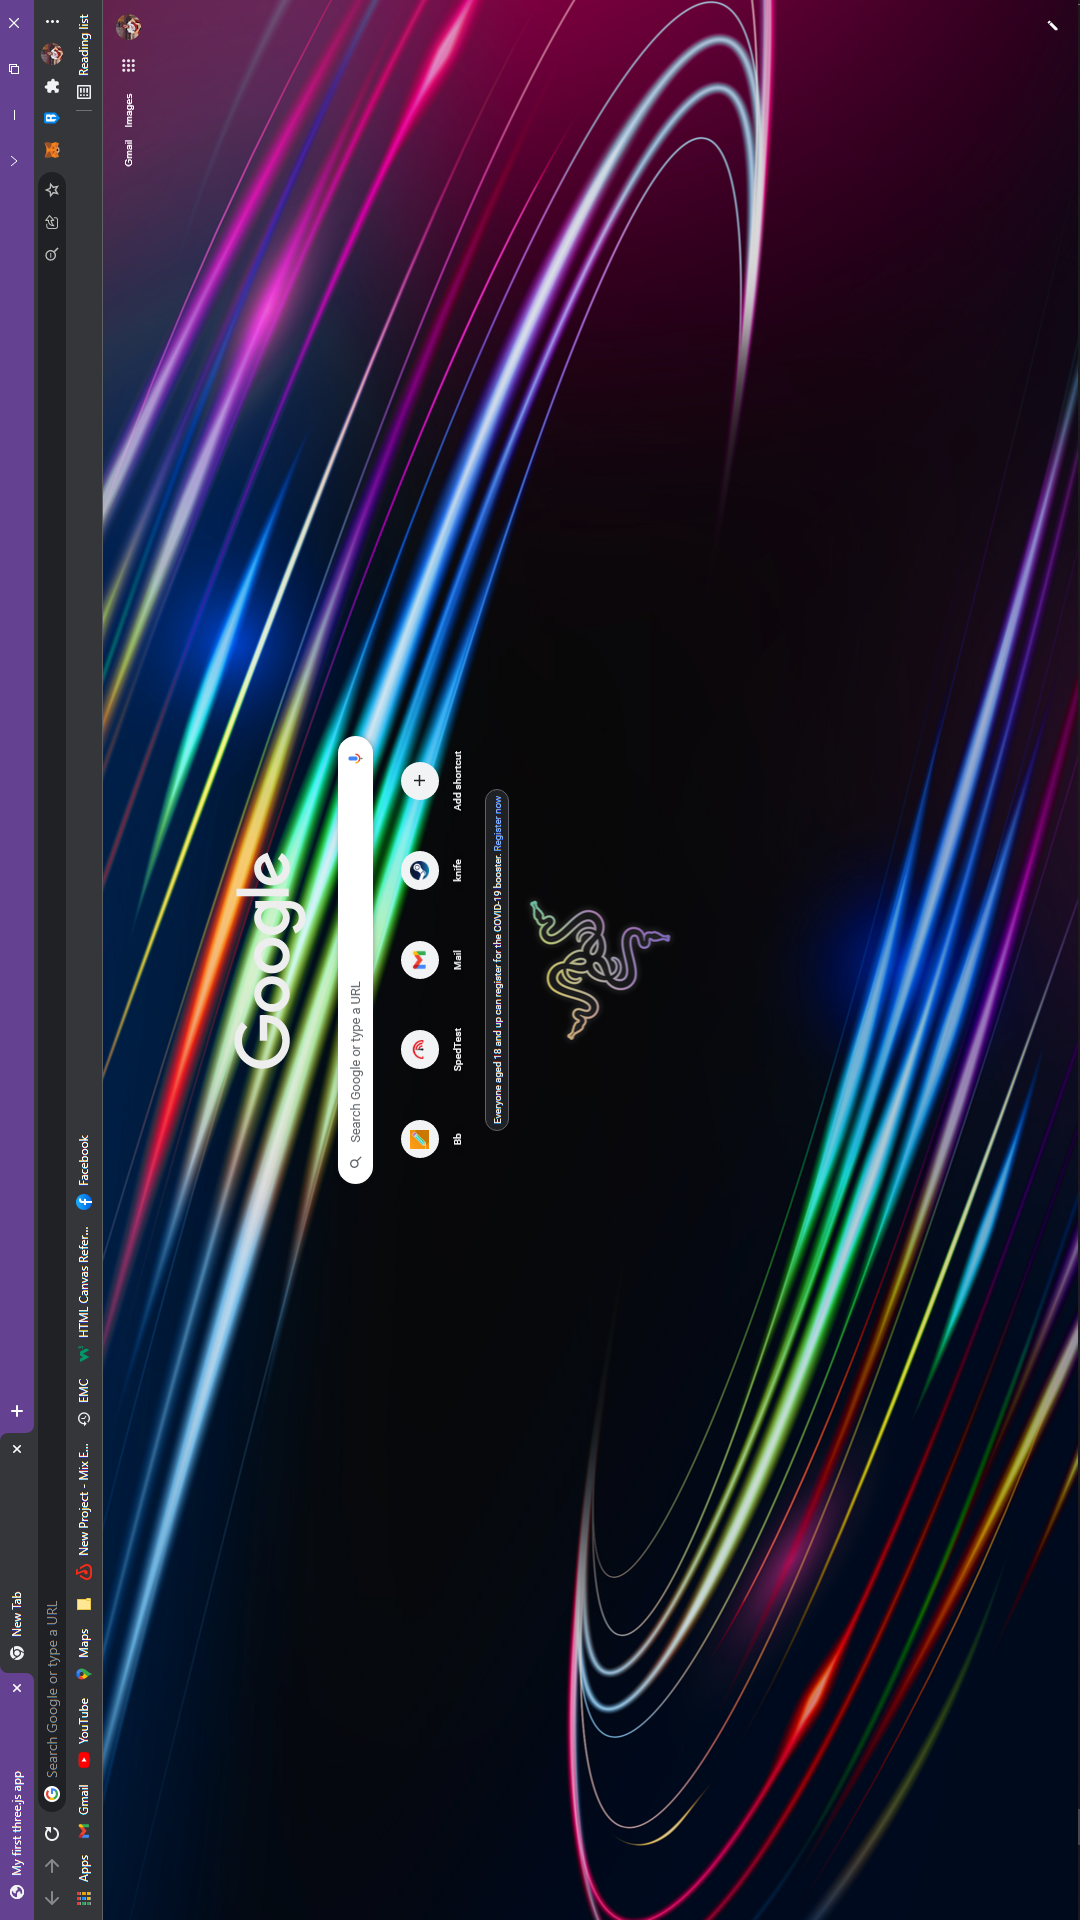 My first three.js app
New Tab
Search Google or type a URL
Apps
Gmail
YouTube
Maps
New Project - Mix E...
EMC
HTML Canvas Refer...
Facebook
Reading list
Gmail
Images
Google
Search Google or type a URL
Bb
SpedTest
Mail
knife
Add shortcut
Everyone aged 18 and up can register for the COVID-19 booster. Register now